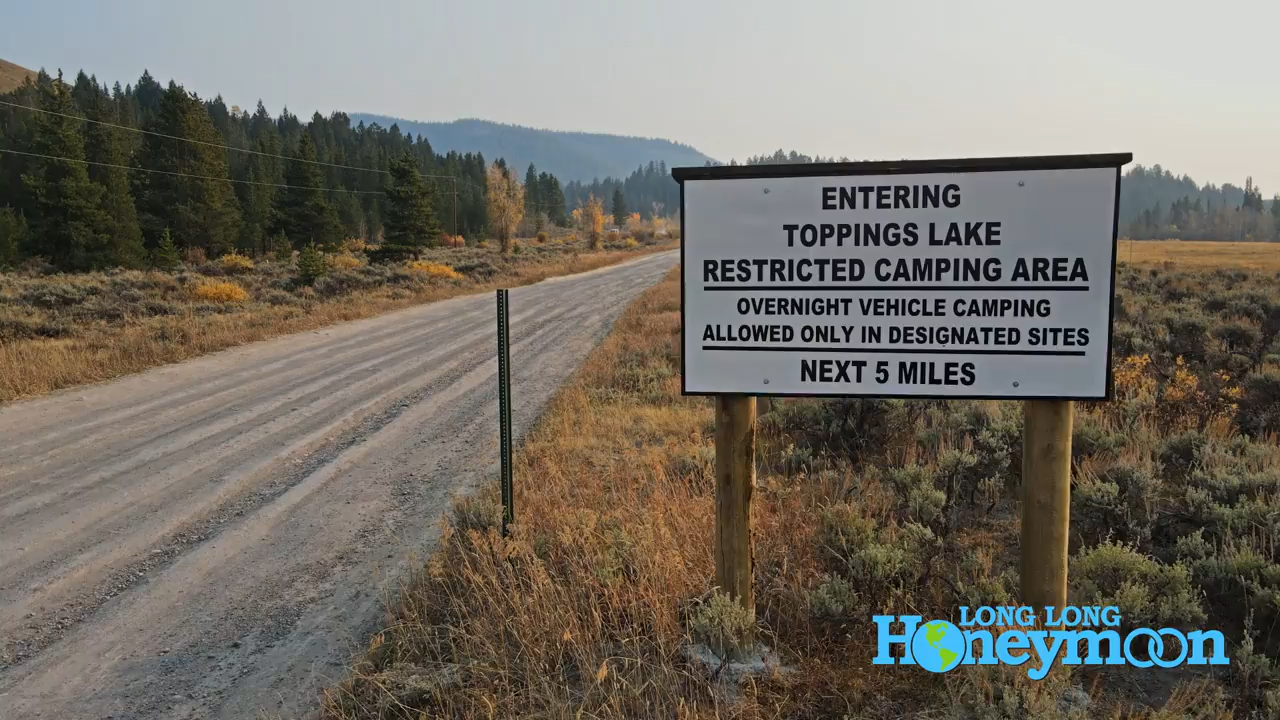 ENTERING
TOPPINGS LAKE
RESTRICTED CAMPING AREA
OVERNIGHT VEHICLE CAMPING
ALLOWED ONLY IN DESIGNATED SITES
NEXT 5 MILES
LONG LONG
Honeymoon